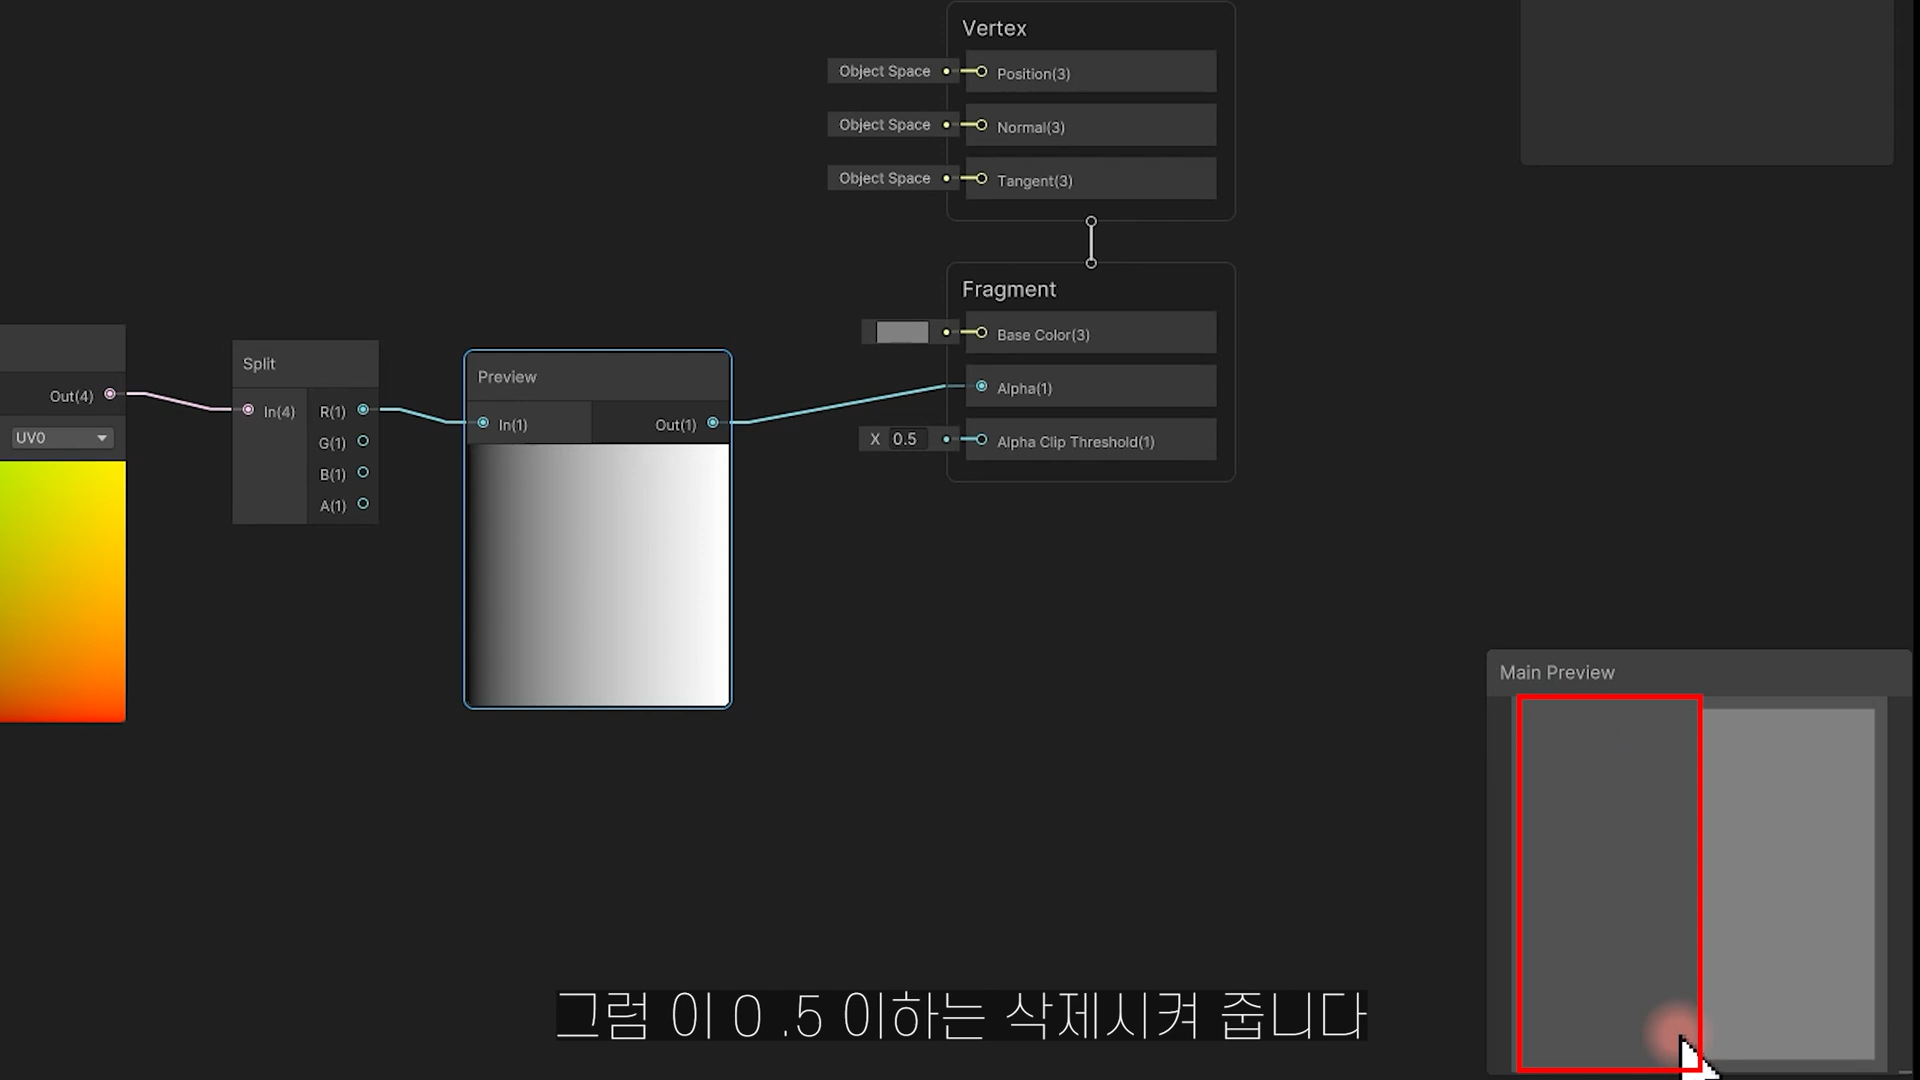 Vertex
Object Space
Position(3)
Object Space
Normal(3)
Object Space
Tangent(3)
Fragment
Base Color(3)
Alpha(1)
X 0.5
Alpha Clip Threshold(1)
Out(4)
UV0
Split
In(4)
R(1)
G(1)
B(1)
A(1)
Preview
In(1)
Out(1)
Main Preview
그럼 이 0 .5 이하는 삭제시켜 줍니다